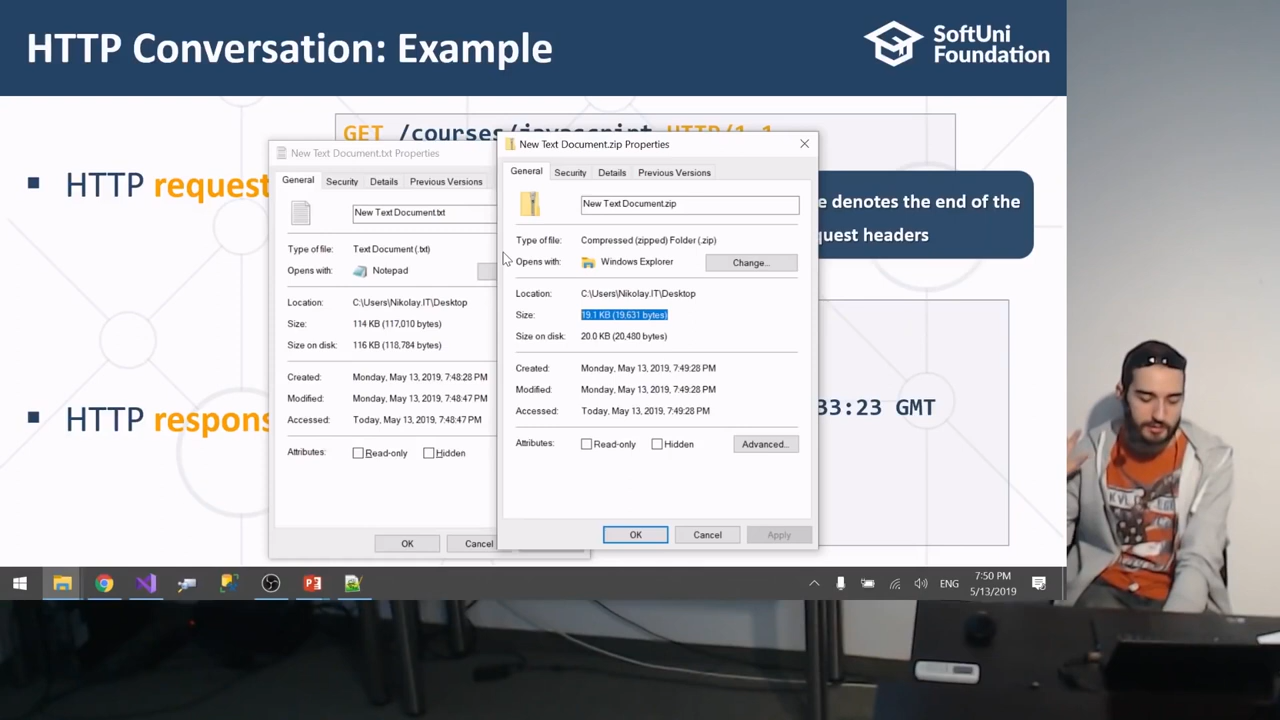 HTTP Conversation: Example
SoftUni
Foundation
GET /courses/javascript HTTP/1.1
HTTP request
e denotes the end of the
quest headers
HTTP respons
33:23 GMT
New Text Document.txt Properties
General
Security
Details
Previous Versions
New Text Document.txt
Type of file: Text Document (.txt)
Opens with: Notepad
Location: C:\Users\Nikolay.IT\Desktop
Size: 114 KB (117,010 bytes)
Size on disk: 116 KB (118,784 bytes)
Created: Monday, May 13, 2019, 7:48:28 PM
Modified: Monday, May 13, 2019, 7:48:47 PM
Accessed: Today, May 13, 2019, 7:48:47 PM
Attributes: Read-only Hidden
OK
Cancel
New Text Document.zip Properties
General
Security
Details
Previous Versions
New Text Document.zip
Type of file: Compressed (zipped) Folder (.zip)
Opens with: Windows Explorer
Change...
Location: C:\Users\Nikolay.IT\Desktop
Size: 19.1 KB (19,631 bytes)
Size on disk: 20.0 KB (20,480 bytes)
Created: Monday, May 13, 2019, 7:49:28 PM
Modified: Monday, May 13, 2019, 7:49:28 PM
Accessed: Today, May 13, 2019, 7:49:28 PM
Attributes: Read-only Hidden
Advanced...
OK
Cancel
Apply
ENG
7:50 PM
5/13/2019